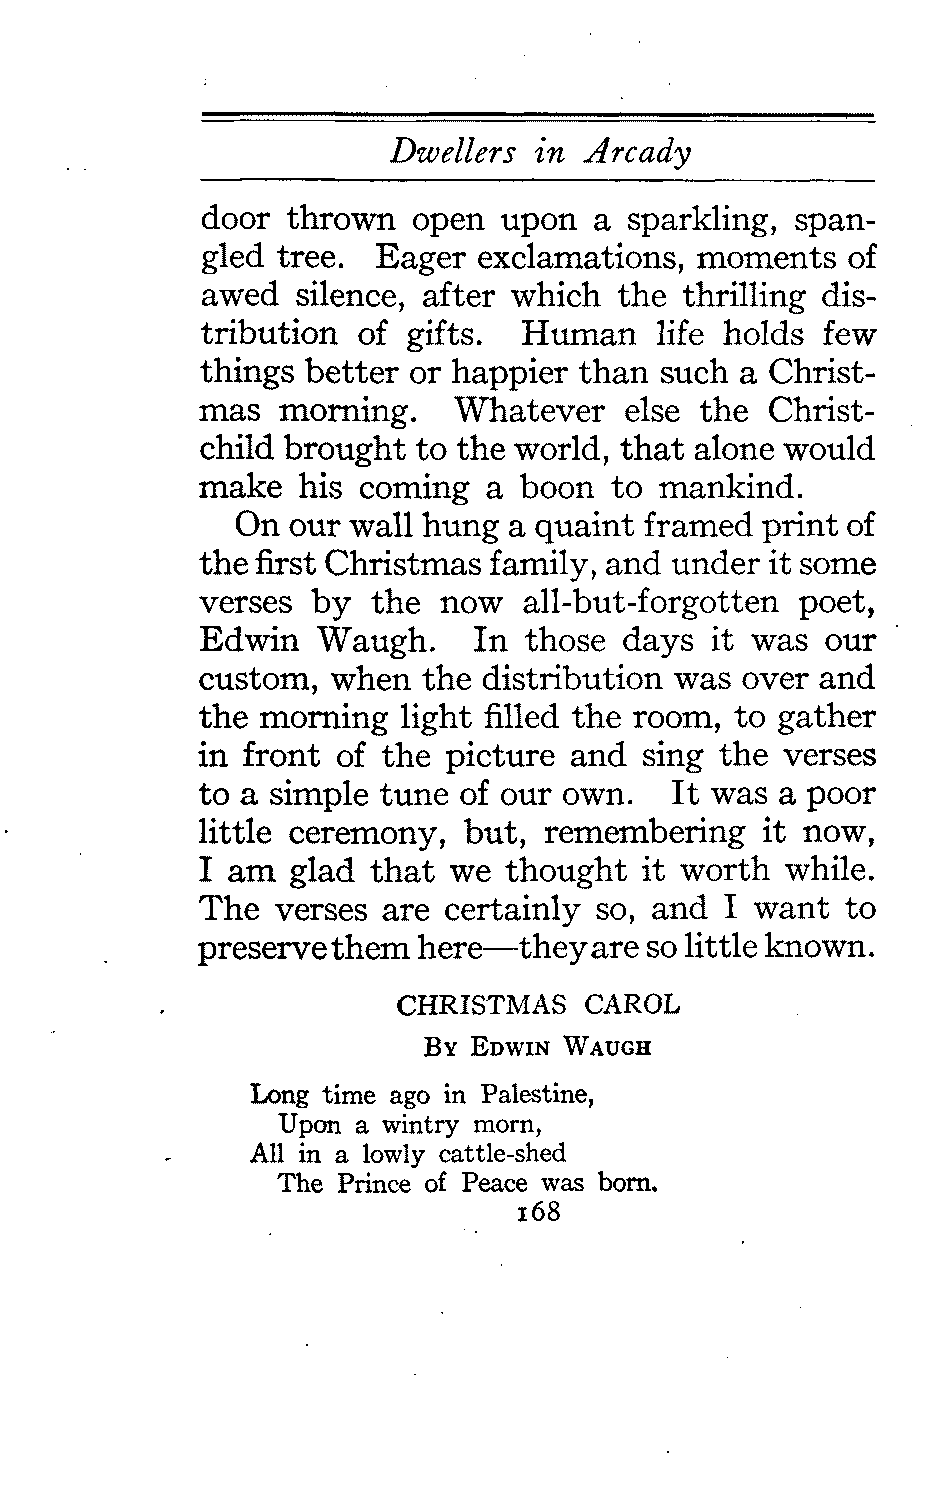 Dwellers in Arcady
door thrown open upon a sparkling, span-
gled tree. Eager exclamations, moments of
awed silence, after which the thrilling dis-
tribution of gifts. Human life holds few
things better or happier than such a Christ-
mas morning. Whatever else the Christ-
child brought to the world, that alone would
make his coming a boon to mankind.
On our wall hung a quaint framed print of
the first Christmas family, and under it some
verses by the now all-but-forgotten poet,
Edwin Waugh. In those days it was our
custom, when the distribution was over and
the morning light filled the room, to gather
in front of the picture and sing the verses
to a simple tune of our own. It was a poor
little ceremony, but, remembering it now,
I am glad that we thought it worth while.
The verses are certainly so, and I want to
preserve them here—they are so little known.
CHRISTMAS CAROL
By Edwin Waugh
Long time ago in Palestine,
Upon a wintry morn,
All in a lowly cattle-shed
The Prince of Peace was born.
168